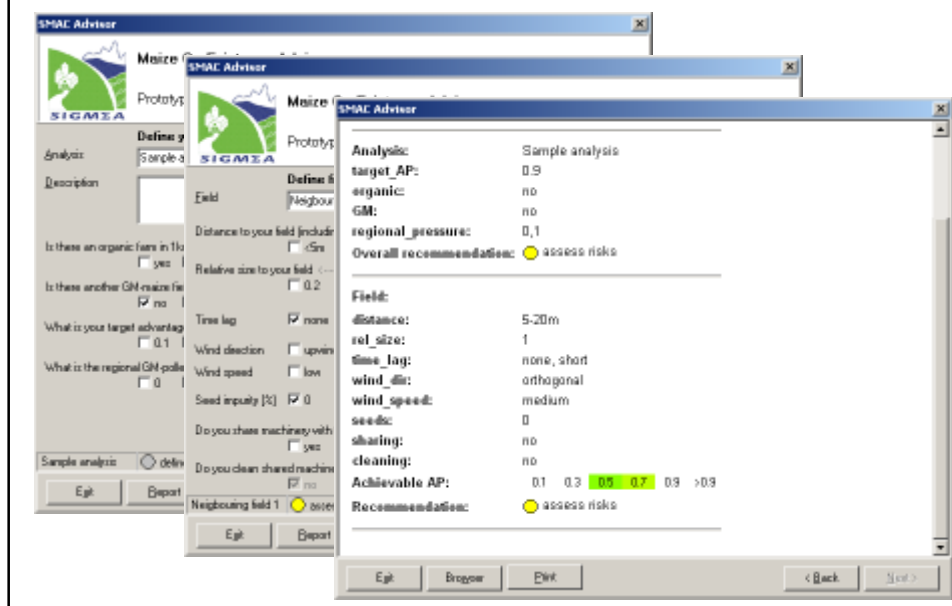 SMAC Advisor
Maize C
Prototyp
SIGMEA
Define y
Analysis Sample a
Description
Is there an organic farm in 1k
yes
Is there another GM-maize fie
no
What is your target advantag
0.1
What is the regional GM-polle
0
Sample analysis defin
Exit Report
SMAC Advisor
Maize C
Prototyp
SIGMEA
Define fi
Field Neigbour
Distance to your field (includin
<5m
Relative size to your field <---
0.2
Time lag none
Wind direction upwin
Wind speed low
Seed impurity [%] 0
Do you share machinery with
yes
Do you clean shared machine
no
Neigbouring field 1 asse
Exit Report
SMAC Advisor
Analysis: Sample analysis
target_AP: 0.9
organic: no
GM: no
regional_pressure: 0,1
Overall recommendation: assess risks
Field:
distance: 5-20m
rel_size: 1
time_lag: none, short
wind_dir: orthogonal
wind_speed: medium
seeds: 0
sharing: no
cleaning: no
Achievable AP: 0.1 0.3 0.5 0.7 0.9 >0.9
Recommendation: assess risks
Exit Browser Print < Back Next >